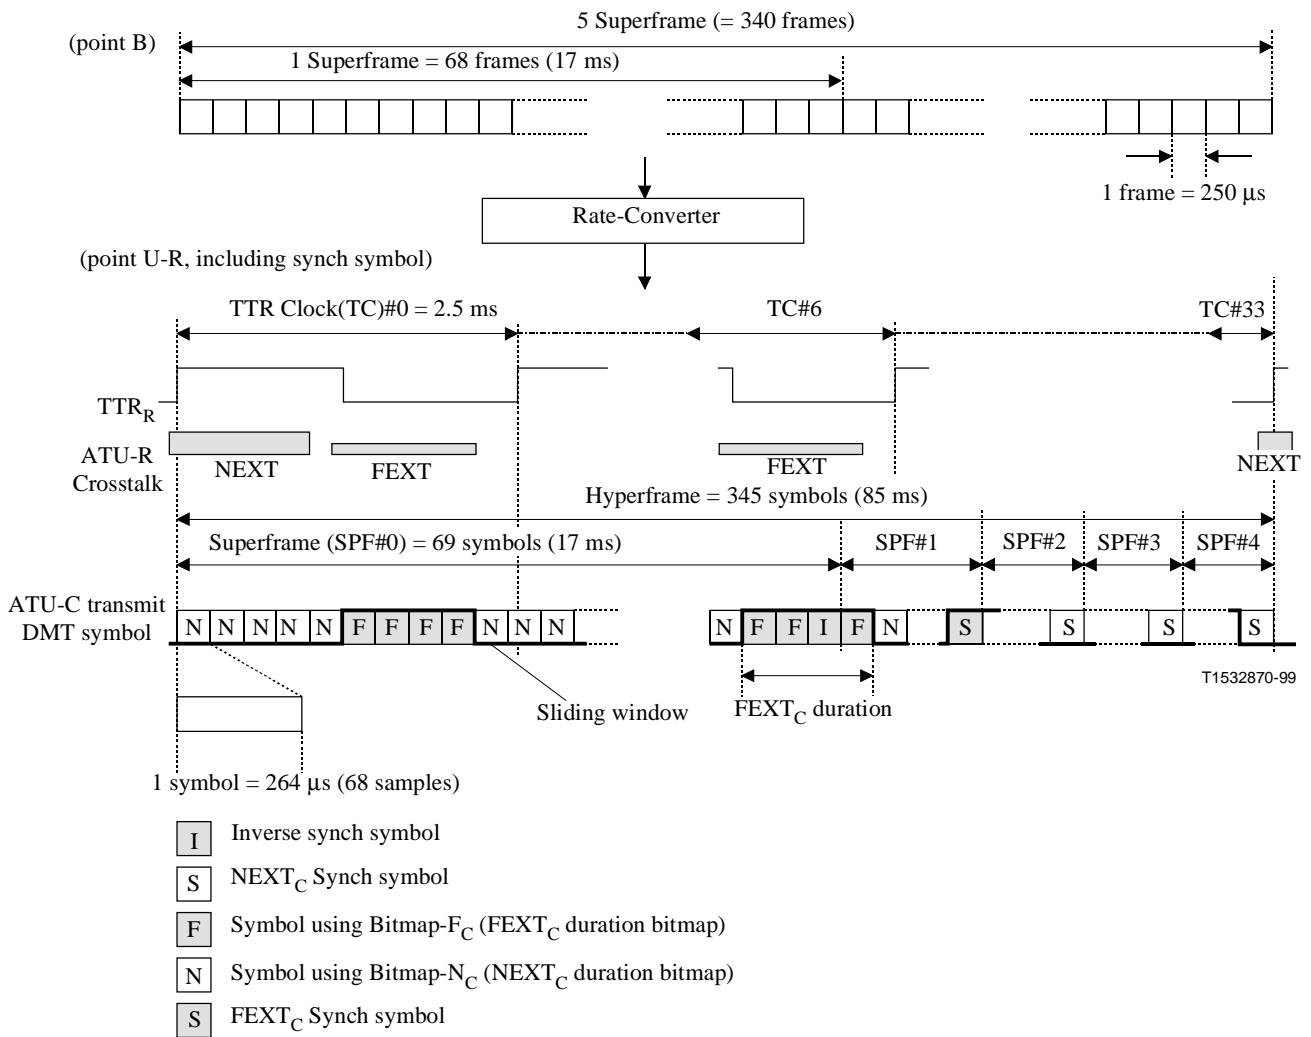 5 Superframe (= 340 frames)
(point B)
1 Superframe = 68 frames (17 ms)
1 frame = 250 μs
Rate-Converter
(point U-R, including synch symbol)
TTR Clock(TC)#0 = 2.5 ms
TC#6
TC#33
TTR_R
ATU-R
Crosstalk
NEXT
FEXT
FEXT
NEXT
Hyperframe = 345 symbols (85 ms)
Superframe (SPF#0) = 69 symbols (17 ms)
SPF#1
SPF#2
SPF#3
SPF#4
ATU-C transmit
DMT symbol
N N N N N F F F F N N N
N F F I F N
S
S
S
S
T1532870-99
Sliding window
FEXT_C duration
1 symbol = 264 μs (68 samples)
I Inverse synch symbol
S NEXT_C Synch symbol
F Symbol using Bitmap-F_C (FEXT_C duration bitmap)
N Symbol using Bitmap-N_C (NEXT_C duration bitmap)
S FEXT_C Synch symbol